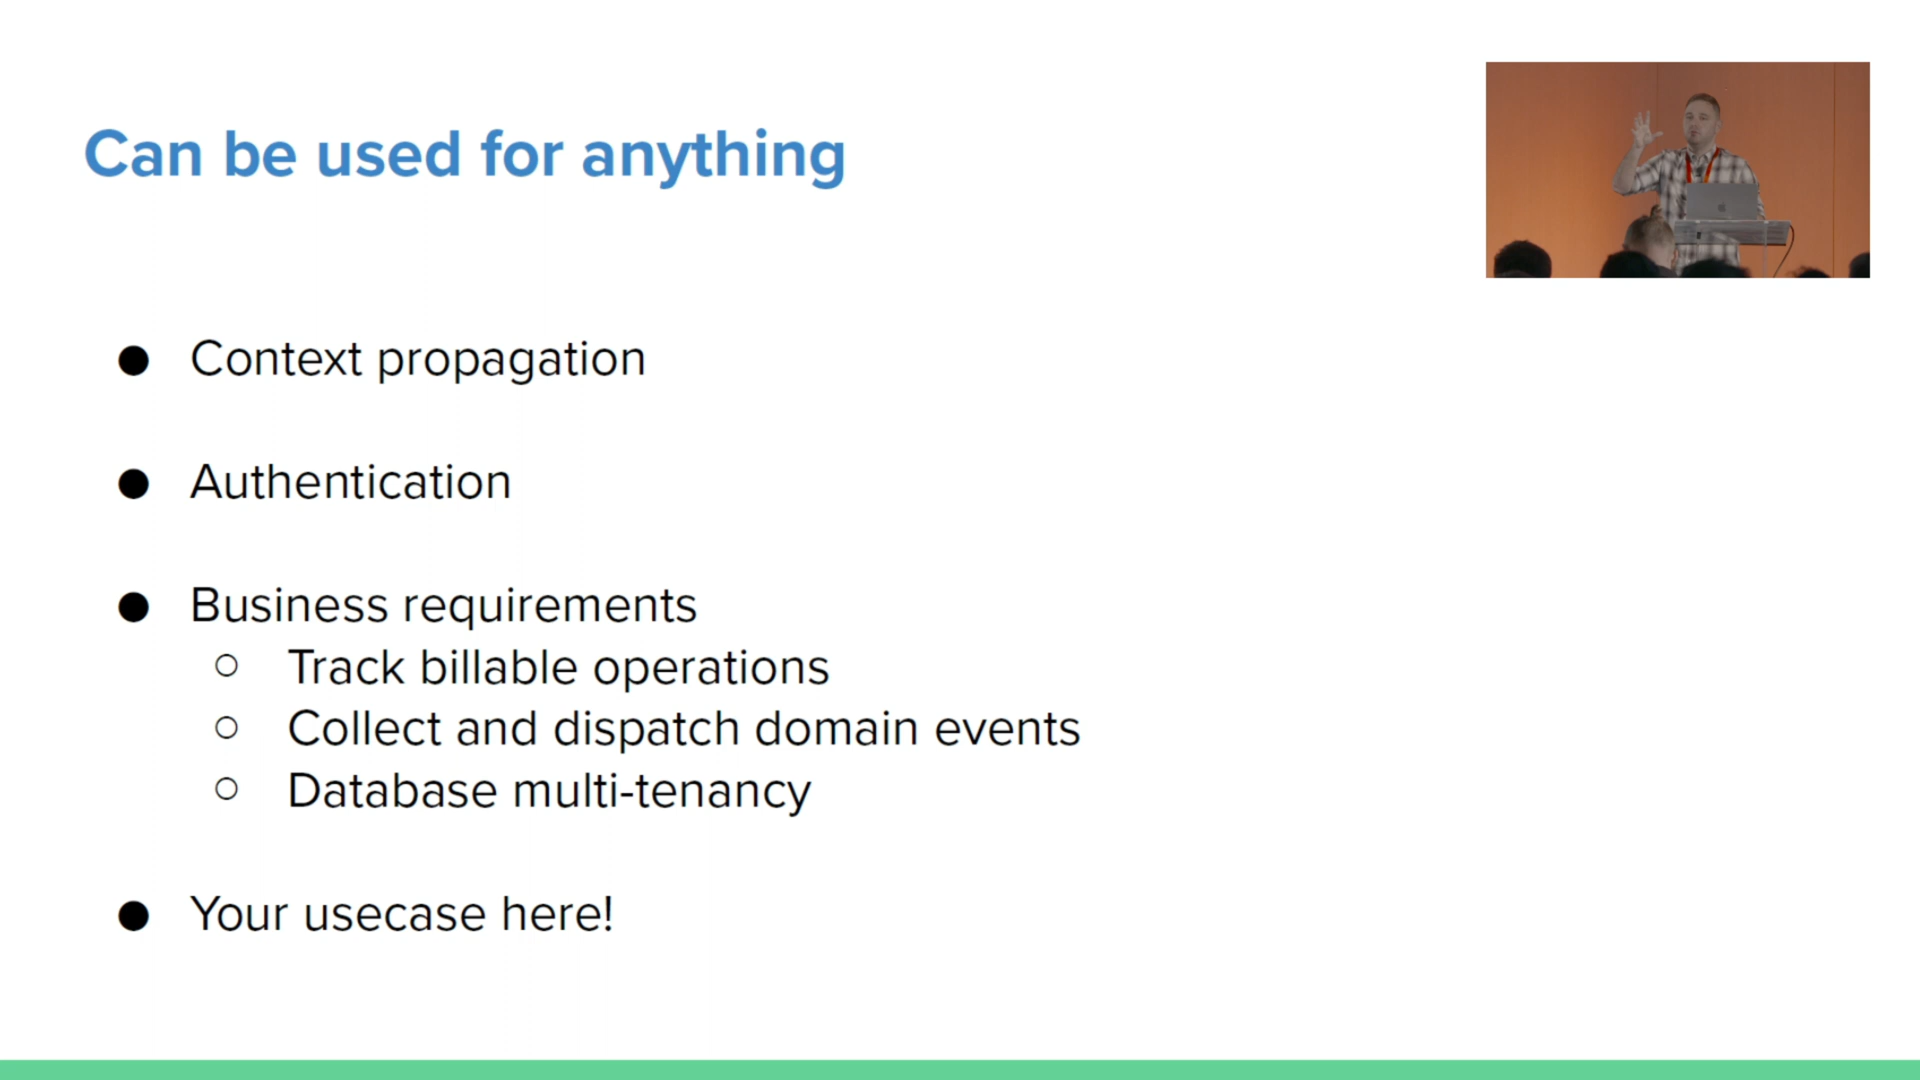 Can be used for anything
● Context propagation
● Authentication
● Business requirements
○ Track billable operations
○ Collect and dispatch domain events
○ Database multi-tenancy
● Your usecase here!